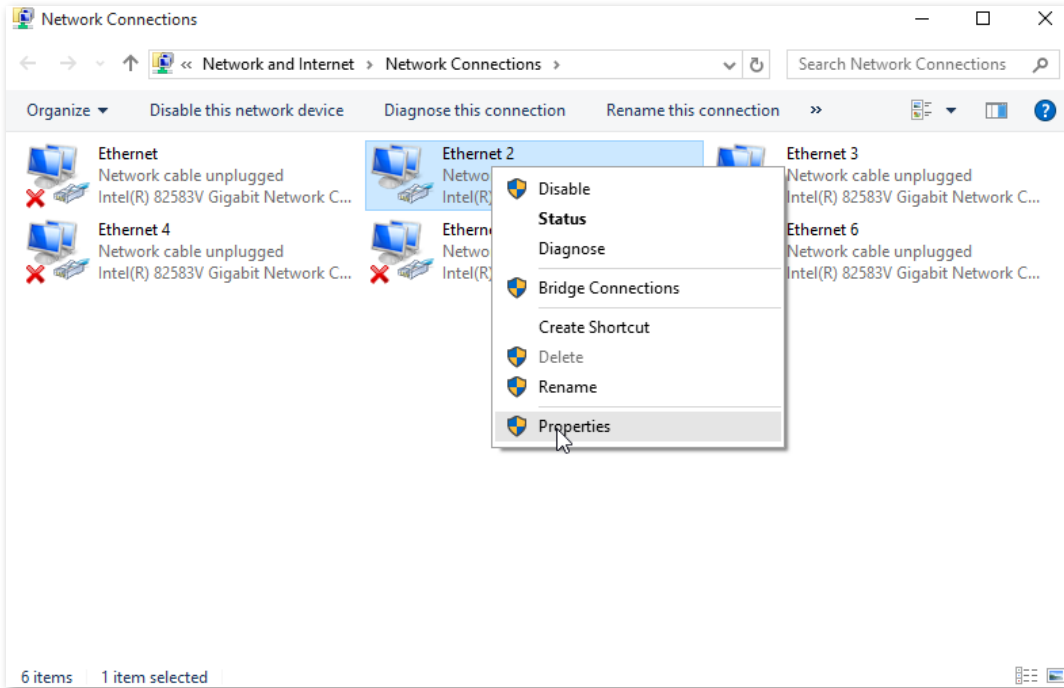 Network Connections
« Network and Internet › Network Connections ›
Search Network Connections
Organize
Disable this network device
Diagnose this connection
Rename this connection
»
Ethernet
Network cable unplugged
Intel(R) 82583V Gigabit Network C...
Ethernet 2
Intel(R)
Ethernet 3
Network cable unplugged
Intel(R) 82583V Gigabit Network C...
Ethernet 4
Network cable unplugged
Intel(R) 82583V Gigabit Network C...
Intel(R)
Ethernet 6
Network cable unplugged
Intel(R) 82583V Gigabit Network C...
Disable
Status
Diagnose
Bridge Connections
Create Shortcut
Delete
Rename
Properties
6 items
1 item selected